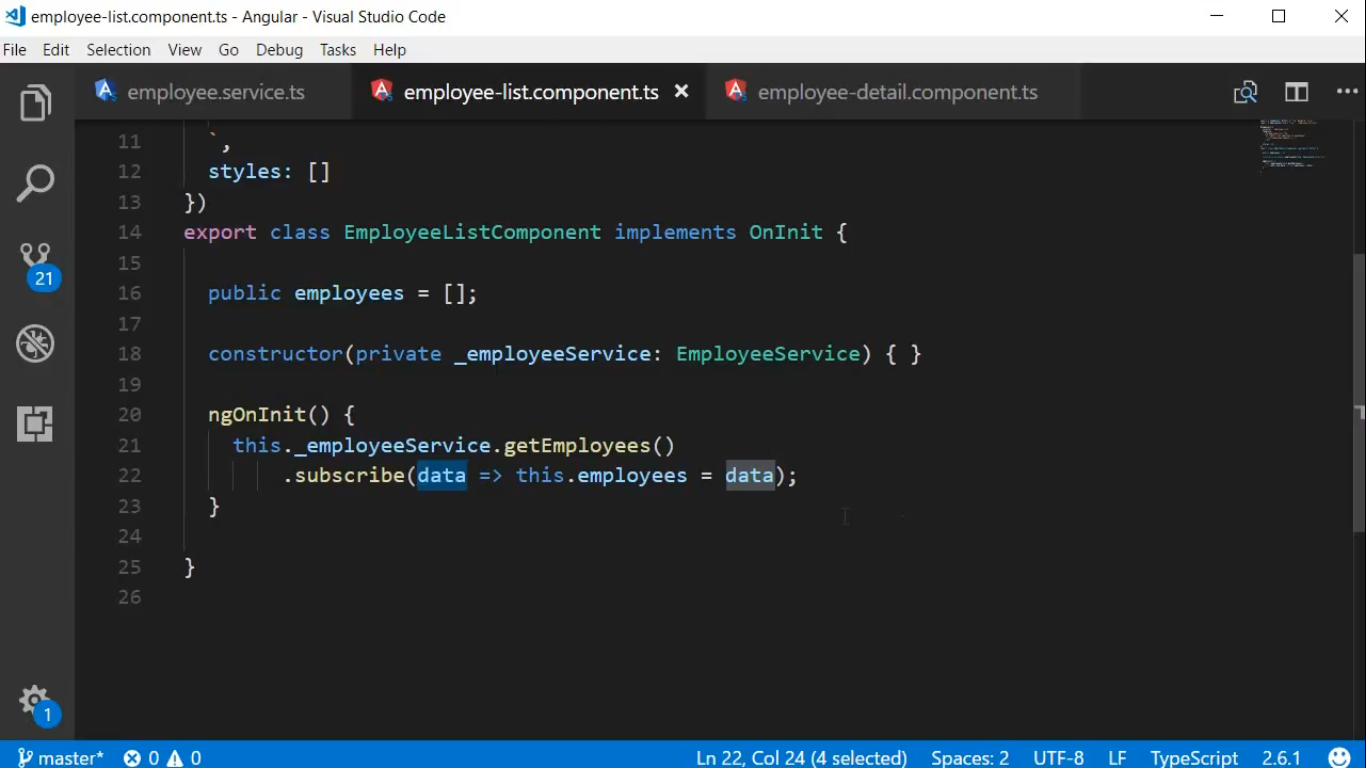 employee-list.component.ts - Angular - Visual Studio Code
File Edit Selection View Go Debug Tasks Help
employee.service.ts employee-list.component.ts employee-detail.component.ts
11 `,
12 styles: []
13 })
14 export class EmployeeListComponent implements OnInit {
15
16 public employees = [];
17
18 constructor(private _employeeService: EmployeeService) { }
19
20 ngOnInit() {
21 this._employeeService.getEmployees()
22 .subscribe(data => this.employees = data);
23 }
24
25 }
26
21
1
master* 0 0 Ln 22, Col 24 (4 selected) Spaces: 2 UTF-8 LF TypeScript 2.6.1